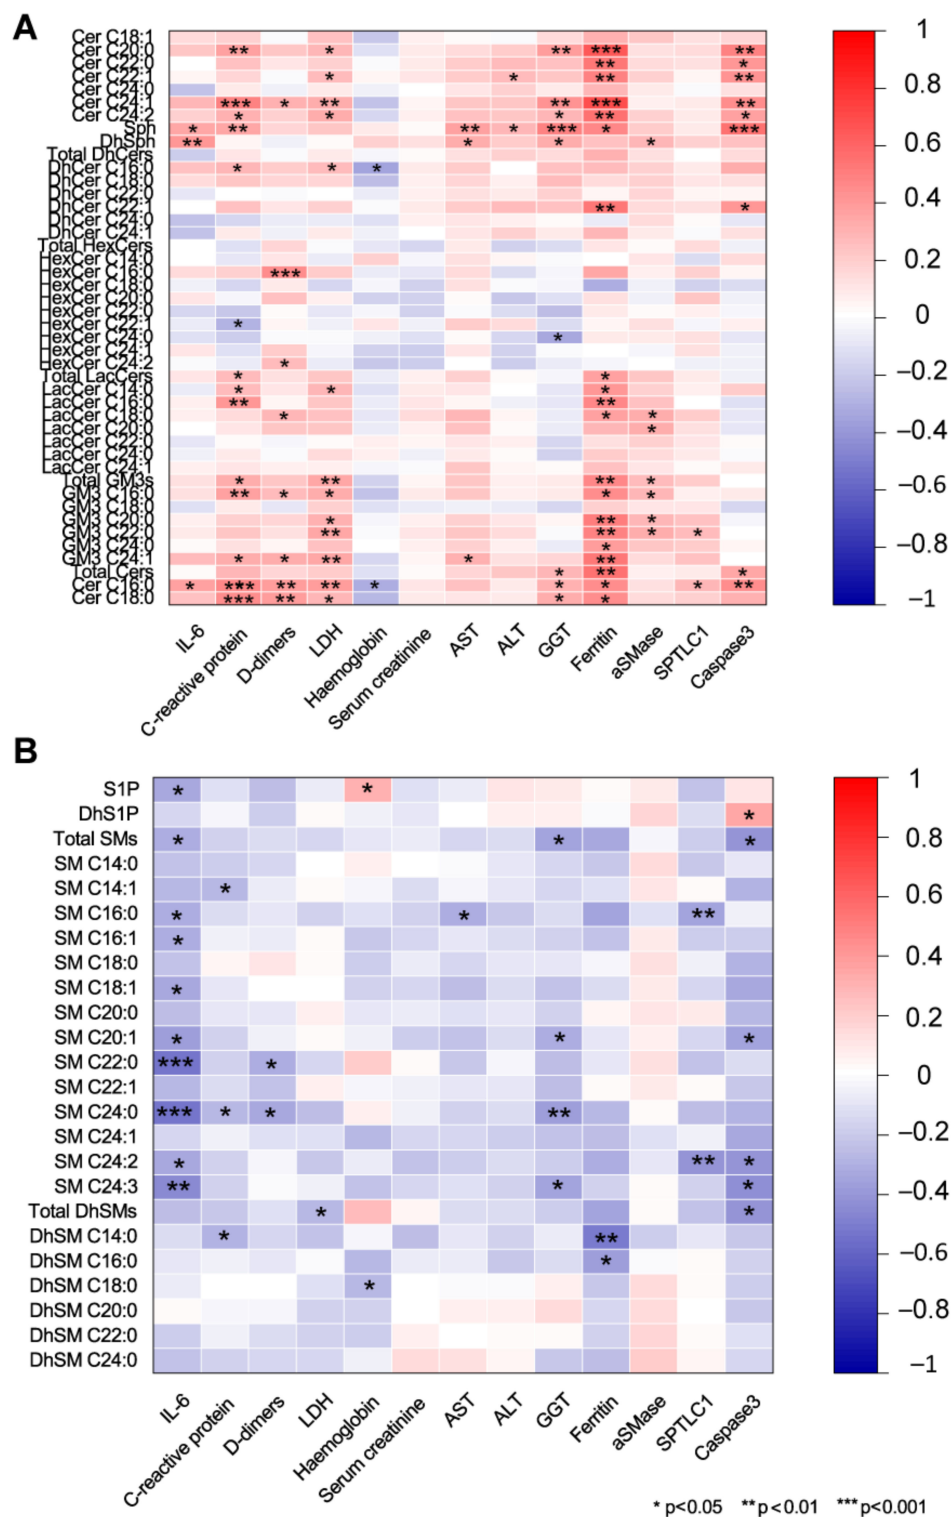 A
Cer C18:1
Cer C20:0 ** * ** *** **
Cer C22:0 ** *
Cer C22:1 * * ** **
Cer C24:0
Cer C24:1 *** * ** ** *** **
Cer C24:2 * * * ** *
Sph * ** ** * *** * ***
DhSph ** * * *
Total DhCers
DhCer C16:0 * * *
DhCer C18:0
DhCer C22:0
DhCer C22:1 ** *
DhCer C24:0
DhCer C24:1
Total HexCers
HexCer C14:0
HexCer C16:0 ***
HexCer C18:0
HexCer C20:0
HexCer C22:0
HexCer C22:1 *
HexCer C24:0 *
HexCer C24:1
HexCer C24:2 *
Total LacCers * *
LacCer C14:0 * * *
LacCer C16:0 ** **
LacCer C18:0 * * *
LacCer C20:0 *
LacCer C22:0
LacCer C24:0
LacCer C24:1
Total GM3s * ** ** *
GM3 C16:0 ** * * * *
GM3 C18:0
GM3 C20:0 * ** *
GM3 C22:0 ** ** * *
GM3 C24:0 *
GM3 C24:1 * * ** * **
Total Cers * ** *
Cer C16:0 * *** ** ** * * * * **
Cer C18:0 *** ** * * *
IL-6
C-reactive protein
D-dimers
LDH
Haemoglobin
Serum creatinine
AST
ALT
GGT
Ferritin
aSMase
SPTLC1
Caspase3
1
0.8
0.6
0.4
0.2
0
−0.2
−0.4
−0.6
−0.8
−1
B
S1P * *
DhS1P *
Total SMs * * *
SM C14:0
SM C14:1 *
SM C16:0 * * **
SM C16:1 *
SM C18:0
SM C18:1 *
SM C20:0
SM C20:1 * * *
SM C22:0 *** *
SM C22:1
SM C24:0 *** * * **
SM C24:1
SM C24:2 * ** *
SM C24:3 ** * *
Total DhSMs * *
DhSM C14:0 * **
DhSM C16:0 *
DhSM C18:0 *
DhSM C20:0
DhSM C22:0
DhSM C24:0
IL-6
C-reactive protein
D-dimers
LDH
Haemoglobin
Serum creatinine
AST
ALT
GGT
Ferritin
aSMase
SPTLC1
Caspase3
1
0.8
0.6
0.4
0.2
0
−0.2
−0.4
−0.6
−0.8
−1
* p<0.05 ** p<0.01 *** p<0.001